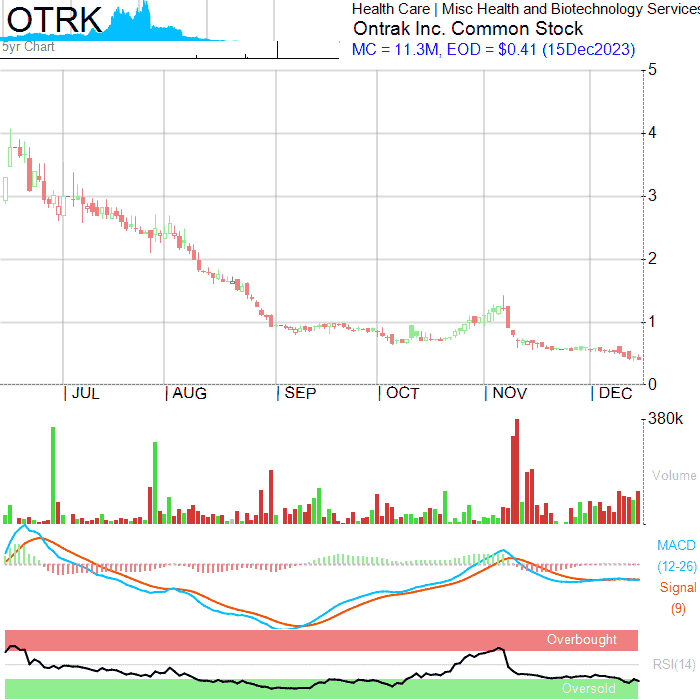 OTRK
5yr Chart
Health Care | Misc Health and Biotechnology Services
Ontrak Inc. Common Stock
MC = 11.3M, EOD = $0.41 (15Dec2023)
5
4
3
2
1
0
JUL AUG SEP OCT NOV DEC
380k
Volume
MACD
(12-26)
Signal
(9)
Overbought
RSI(14)
Oversold